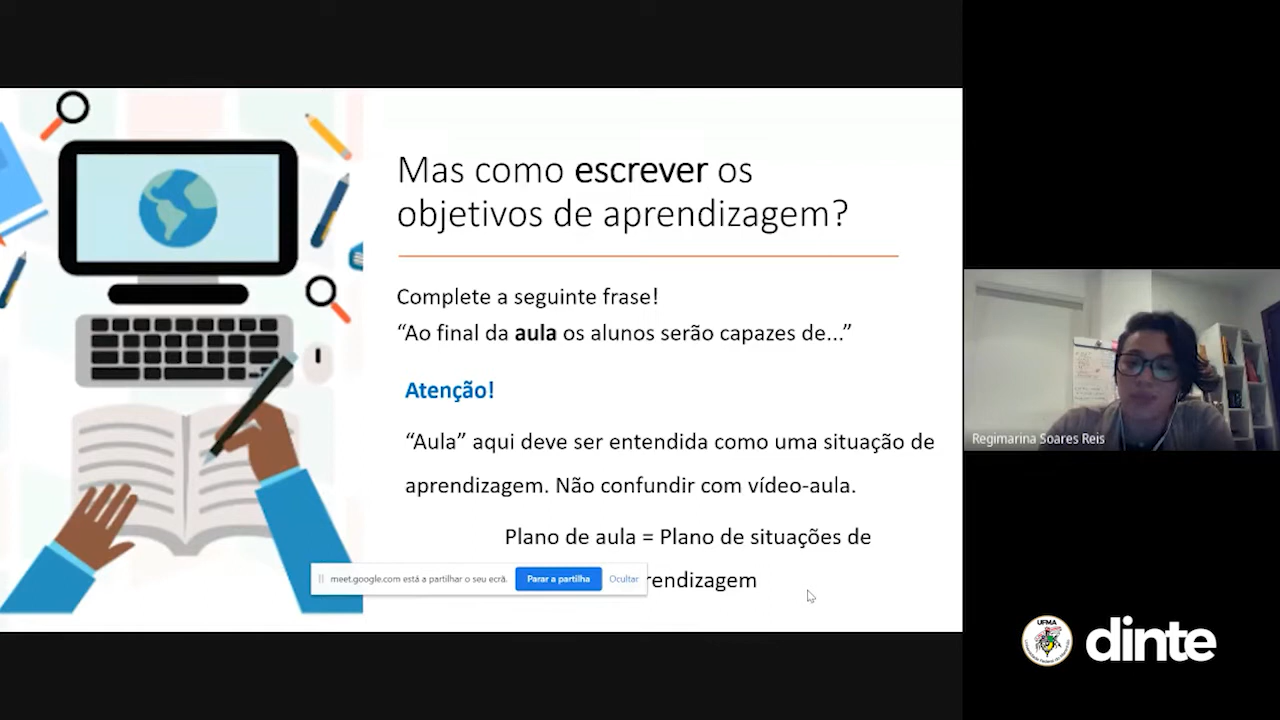 Mas como escrever os
objetivos de aprendizagem?
Complete a seguinte frase!
“Ao final da aula os alunos serão capazes de...”
Atenção!
“Aula” aqui deve ser entendida como uma situação de
aprendizagem. Não confundir com vídeo-aula.
Plano de aula = Plano de situações de
rendizagem
meet.google.com está a partilhar o seu ecrã.
Parar a partilha
Ocultar
Regimarina Soares Reis
UFMA
dinte